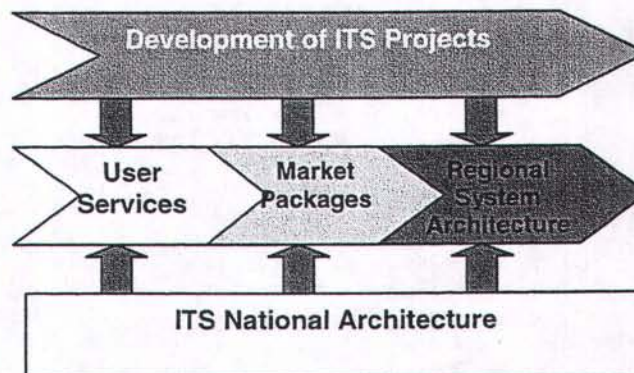 Development of ITS Projects
User
Services
Market
Packages
Regional
System
Architecture
ITS National Architecture